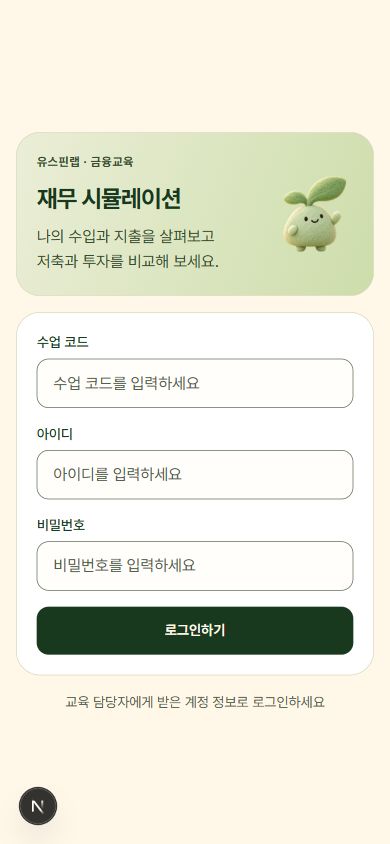 유스핀랩 · 금융교육
재무 시뮬레이션
나의 수입과 지출을 살펴보고
저축과 투자를 비교해 보세요.
수업 코드
수업 코드를 입력하세요
아이디
아이디를 입력하세요
비밀번호
비밀번호를 입력하세요
로그인하기
교육 담당자에게 받은 계정 정보로 로그인하세요
N